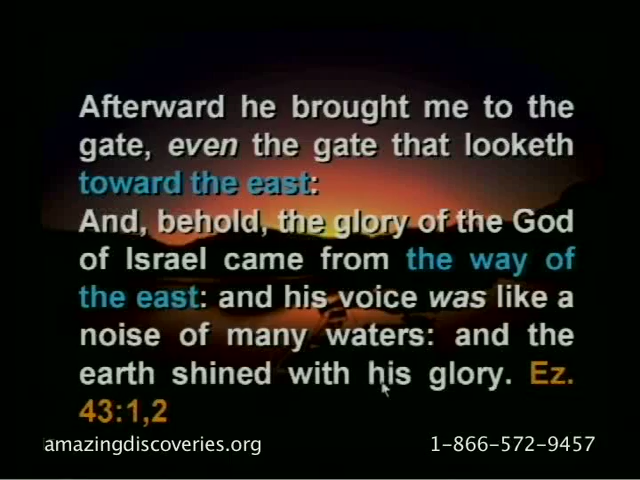 Afterward he brought me to the
gate, even the gate that looketh
toward the east:
And, behold, the glory of the God
of Israel came from the way of
the east: and his voice was like a
noise of many waters: and the
earth shined with his glory. Ez.
43:1,2
amazingdiscoveries.org 1-866-572-9457